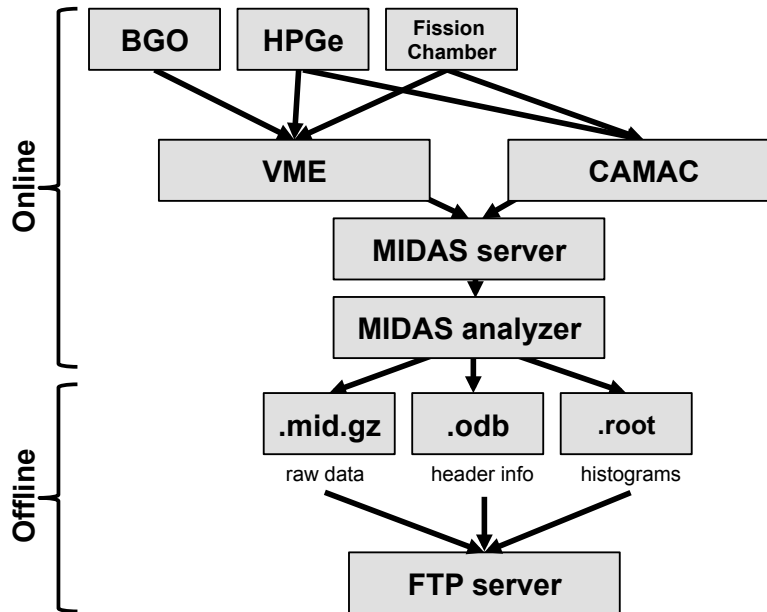 BGO
HPGe
Fission
Chamber
VME
CAMAC
MIDAS server
MIDAS analyzer
.mid.gz
.odb
.root
raw data
header info
histograms
FTP server
Online
Offline